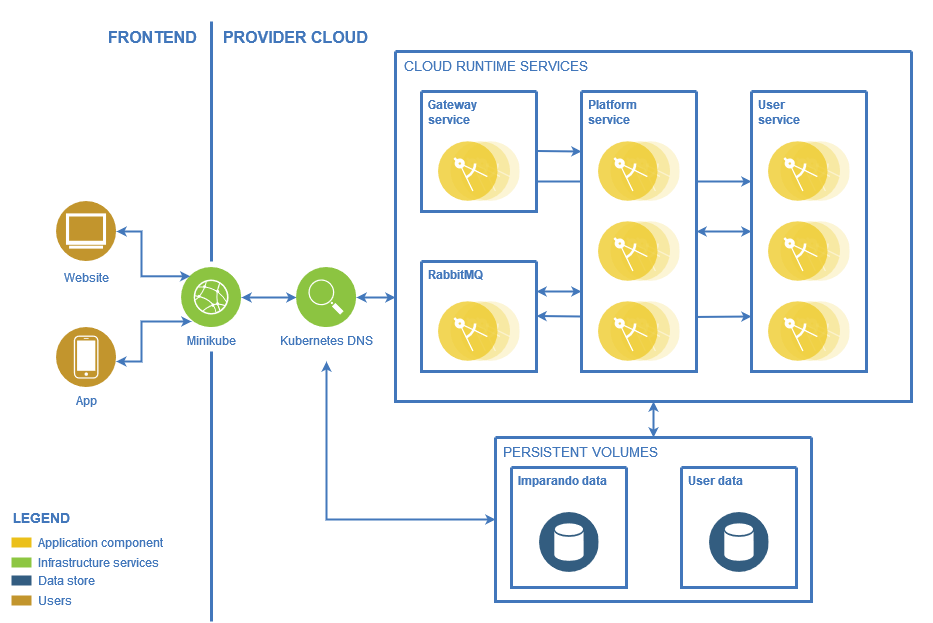 FRONTEND
PROVIDER CLOUD
CLOUD RUNTIME SERVICES
Gateway
service
Platform
service
User
service
RabbitMQ
Website
Minikube
Kubernetes DNS
App
PERSISTENT VOLUMES
Imparando data
User data
LEGEND
Application component
Infrastructure services
Data store
Users